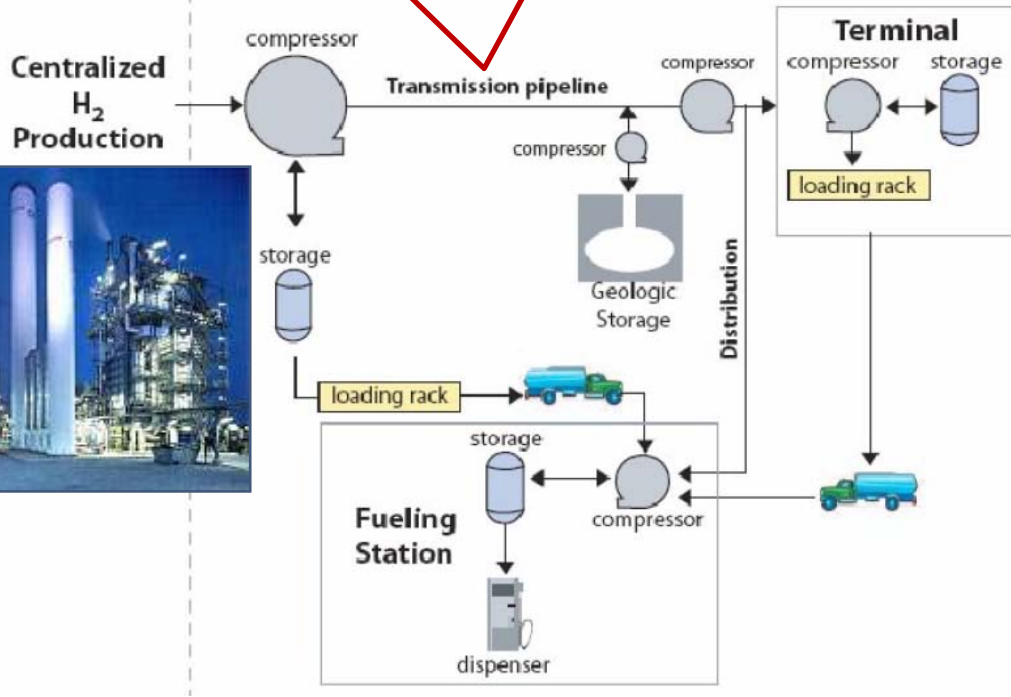 Centralized
H₂
Production
compressor
Transmission pipeline
compressor
Terminal
compressor
storage
loading rack
compressor
Geologic
Storage
Distribution
storage
loading rack
storage
compressor
Fueling
Station
dispenser